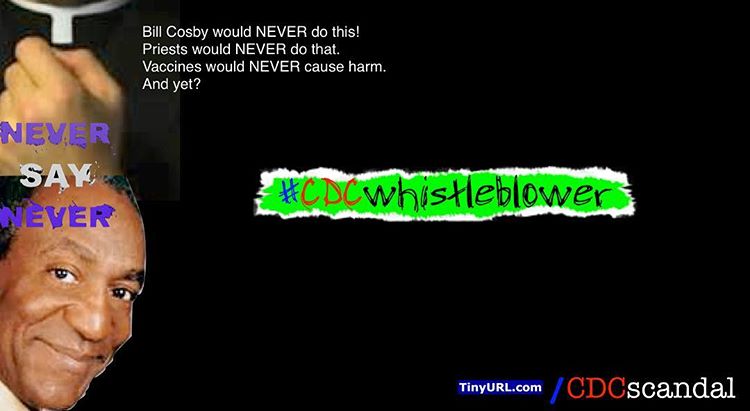 Bill Cosby would NEVER do this!
Priests would NEVER do that.
Vaccines would NEVER cause harm.
And yet?
NEVER
SAY
NEVER
#CDCwhistleblower
TinyURL.com /CDCscandal